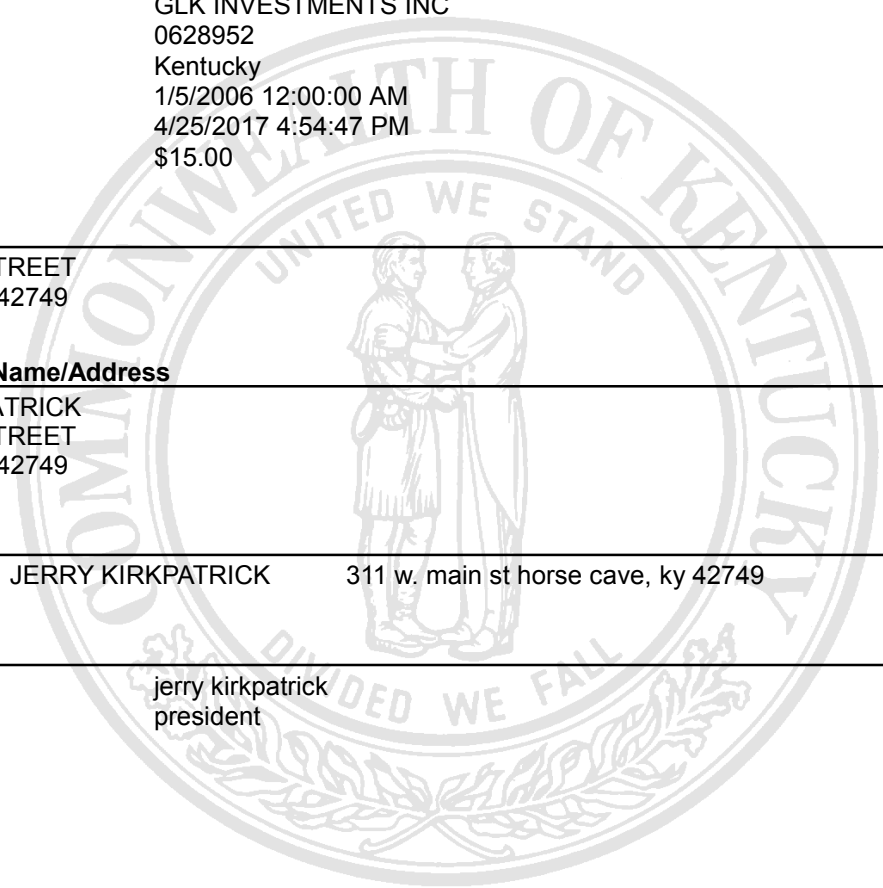 GLK INVESTMENTS INC
0628952
Kentucky
1/5/2006 12:00:00 AM
4/25/2017 4:54:47 PM
$15.00
TREET
42749
Name/Address
ATRICK
TREET
42749
JERRY KIRKPATRICK 311 w. main st horse cave, ky 42749
jerry kirkpatrick
president
COMMONWEALTH OF KENTUCKY
UNITED WE STAND
DIVIDED WE FALL